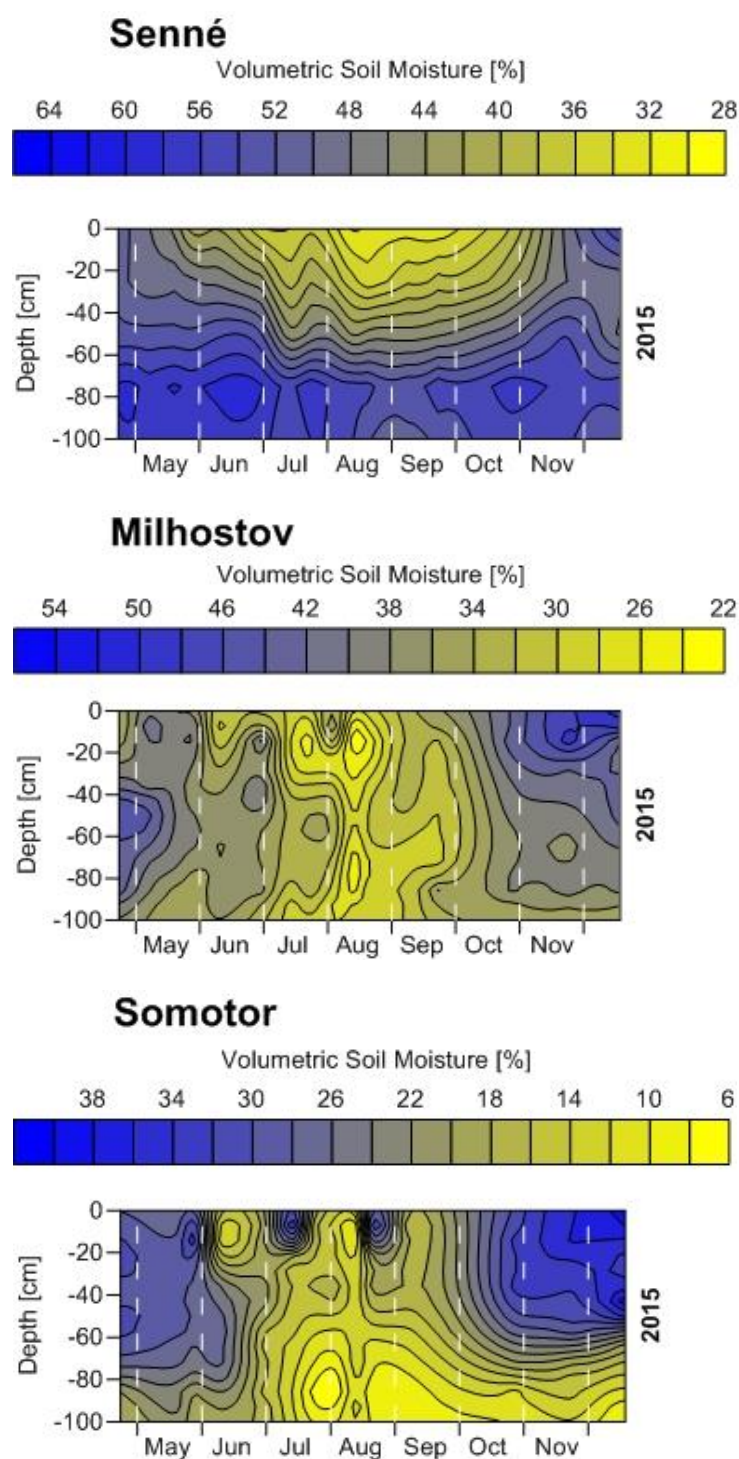 Senné
Volumetric Soil Moisture [%]
64 60 56 52 48 44 40 36 32 28
0
-20
-40
-60
-80
-100
Depth [cm]
May Jun Jul Aug Sep Oct Nov
2015
Milhostov
Volumetric Soil Moisture [%]
54 50 46 42 38 34 30 26 22
0
-20
-40
-60
-80
-100
Depth [cm]
May Jun Jul Aug Sep Oct Nov
2015
Somotor
Volumetric Soil Moisture [%]
38 34 30 26 22 18 14 10 6
0
-20
-40
-60
-80
-100
Depth [cm]
May Jun Jul Aug Sep Oct Nov
2015